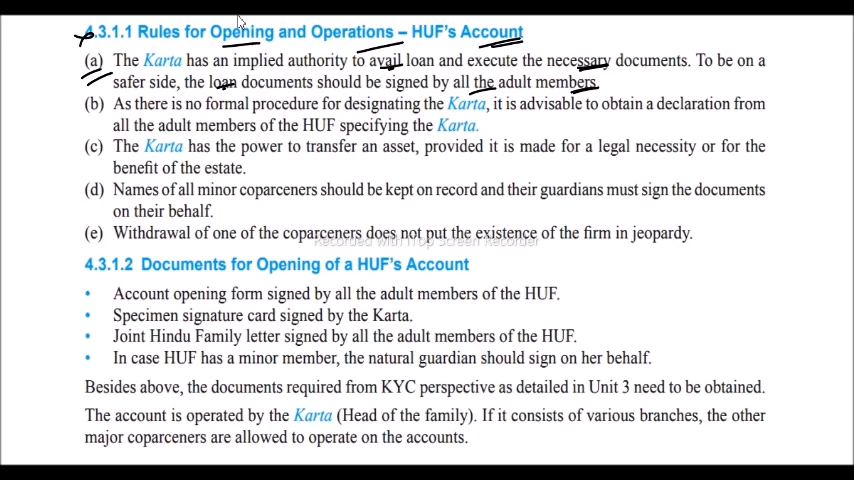 4.3.1.1 Rules for Opening and Operations – HUF's Account
(a) The Karta has an implied authority to avail loan and execute the necessary documents. To be on a
safer side, the loan documents should be signed by all the adult members.
(b) As there is no formal procedure for designating the Karta, it is advisable to obtain a declaration from
all the adult members of the HUF specifying the Karta.
(c) The Karta has the power to transfer an asset, provided it is made for a legal necessity or for the
benefit of the estate.
(d) Names of all minor coparceners should be kept on record and their guardians must sign the documents
on their behalf.
(e) Withdrawal of one of the coparceners does not put the existence of the firm in jeopardy.
Recorded with iTop Screen Recorder
4.3.1.2 Documents for Opening of a HUF's Account
• Account opening form signed by all the adult members of the HUF.
• Specimen signature card signed by the Karta.
• Joint Hindu Family letter signed by all the adult members of the HUF.
• In case HUF has a minor member, the natural guardian should sign on her behalf.
Besides above, the documents required from KYC perspective as detailed in Unit 3 need to be obtained.
The account is operated by the Karta (Head of the family). If it consists of various branches, the other
major coparceners are allowed to operate on the accounts.